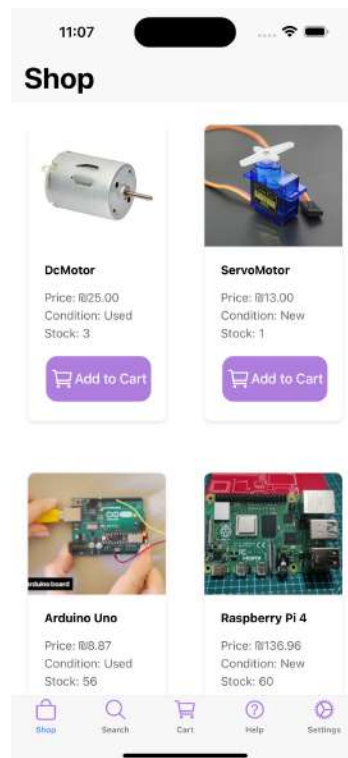 11:07
Shop
DcMotor
Price: ₪25.00
Condition: Used
Stock: 3
Add to Cart
ServoMotor
Price: ₪13.00
Condition: New
Stock: 1
Add to Cart
arduino board
Arduino Uno
Price: ₪8.87
Condition: Used
Stock: 56
Raspberry Pi 4
Price: ₪136.96
Condition: New
Stock: 60
Shop
Search
Cart
Help
Settings